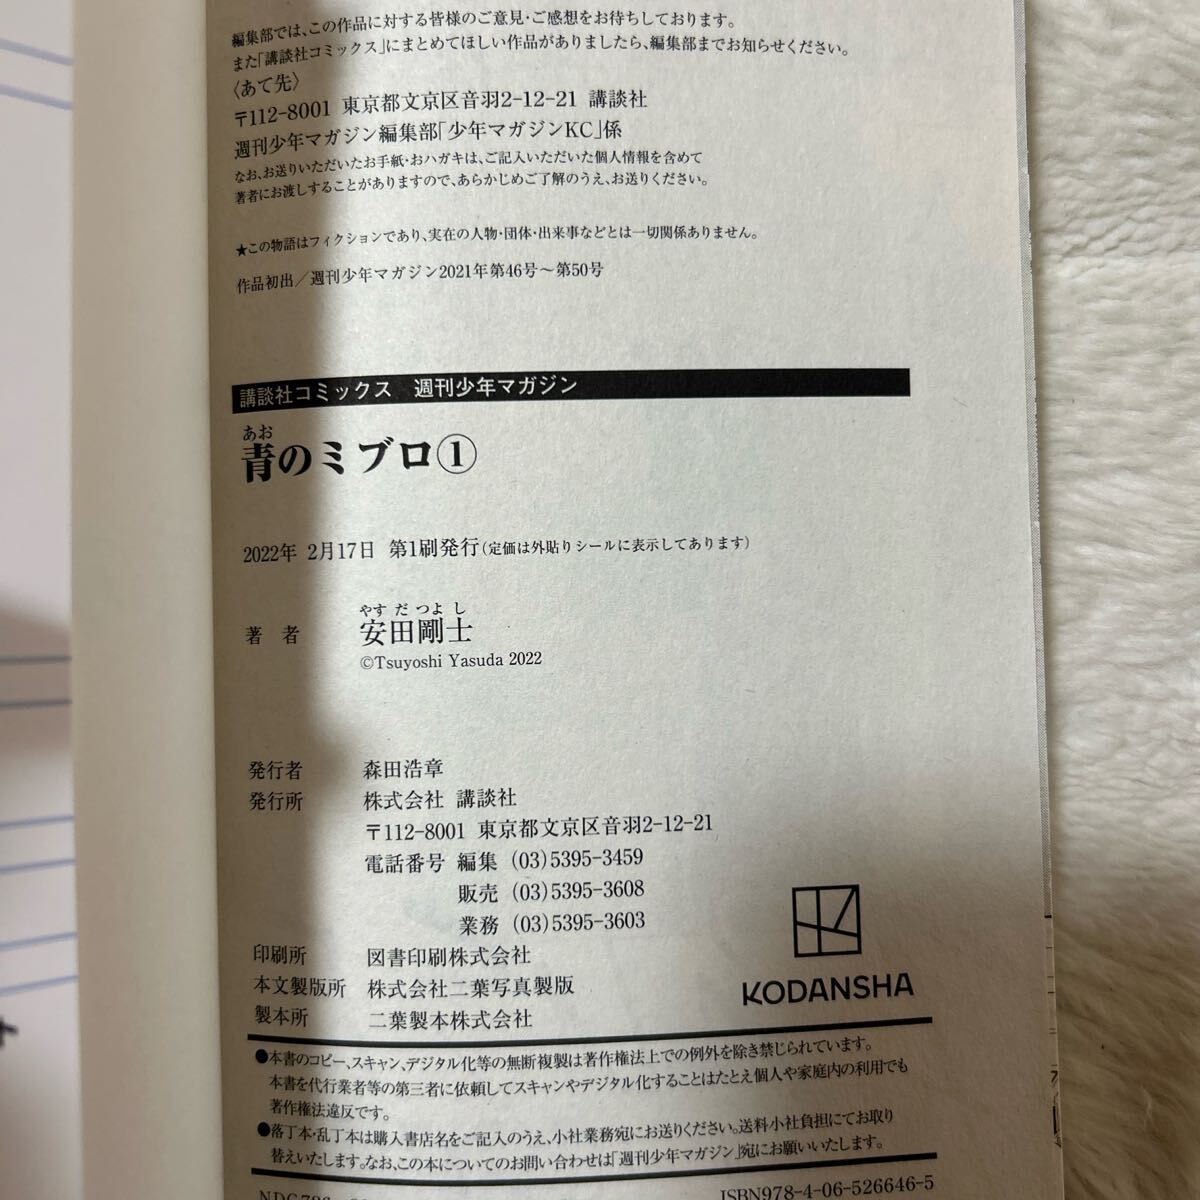 編集部では、この作品に対する皆様のご意見・ご感想をお待ちしております。
また「講談社コミックス」にまとめてほしい作品がありましたら、編集部までお知らせください。
〈あて先〉
〒112-8001 東京都文京区音羽2-12-21 講談社
週刊少年マガジン編集部「少年マガジンKC」係
なお、お送りいただいたお手紙・おハガキは、ご記入いただいた個人情報を含めて
著者にお渡しすることがありますので、あらかじめご了解のうえ、お送りください。
★この物語はフィクションであり、実在の人物・団体・出来事などとは一切関係ありません。
作品初出／週刊少年マガジン2021年第46号〜第50号
講談社コミックス 週刊少年マガジン
あお
青のミブロ①
2022年 2月17日 第1刷発行(定価は外貼りシールに表示してあります)
やす だ つよ し
著者 安田剛士
©Tsuyoshi Yasuda 2022
発行者 森田浩章
発行所 株式会社 講談社
〒112-8001 東京都文京区音羽2-12-21
電話番号 編集 (03)5395-3459
販売 (03)5395-3608
業務 (03)5395-3603
印刷所 図書印刷株式会社
本文製版所 株式会社二葉写真製版
製本所 二葉製本株式会社
KODANSHA
●本書のコピー、スキャン、デジタル化等の無断複製は著作権法上での例外を除き禁じられています。
本書を代行業者等の第三者に依頼してスキャンやデジタル化することはたとえ個人や家庭内の利用でも
著作権法違反です。
●落丁本・乱丁本は購入書店名をご記入のうえ、小社業務宛にお送りください。送料小社負担にてお取り
替えいたします。なお、この本についてのお問い合わせは「週刊少年マガジン」宛にお願いいたします。
ISBN978-4-06-526646-5